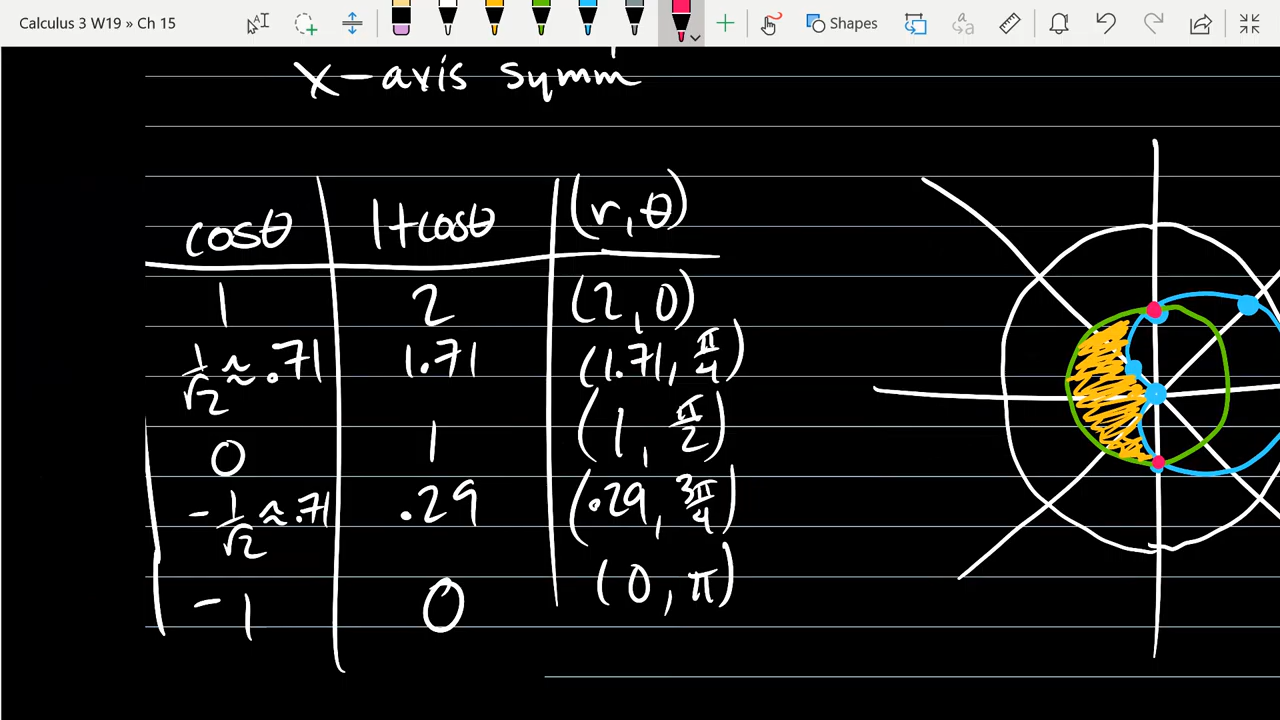 Calculus 3 W19 » Ch 15
Shapes
x-axis symm
cosθ 1+cosθ (r, θ)
1 2 (2, 0)
1/√2 ≈ .71 1.71 (1.71, π/4)
0 1 (1, π/2)
-1/√2 ≈ .71 .29 (.29, 3π/4)
-1 0 (0, π)